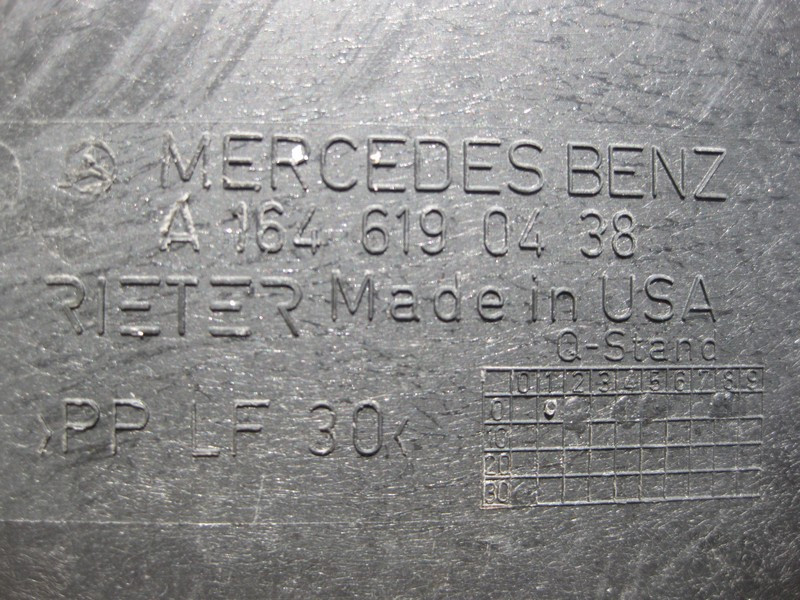 MERCEDES BENZ
A 164 619 04 38
RIETER Made in USA
Q-Stand
>PP LF 30<
0 1 2 3 4 5 6 7 8 9
0
10
20
30